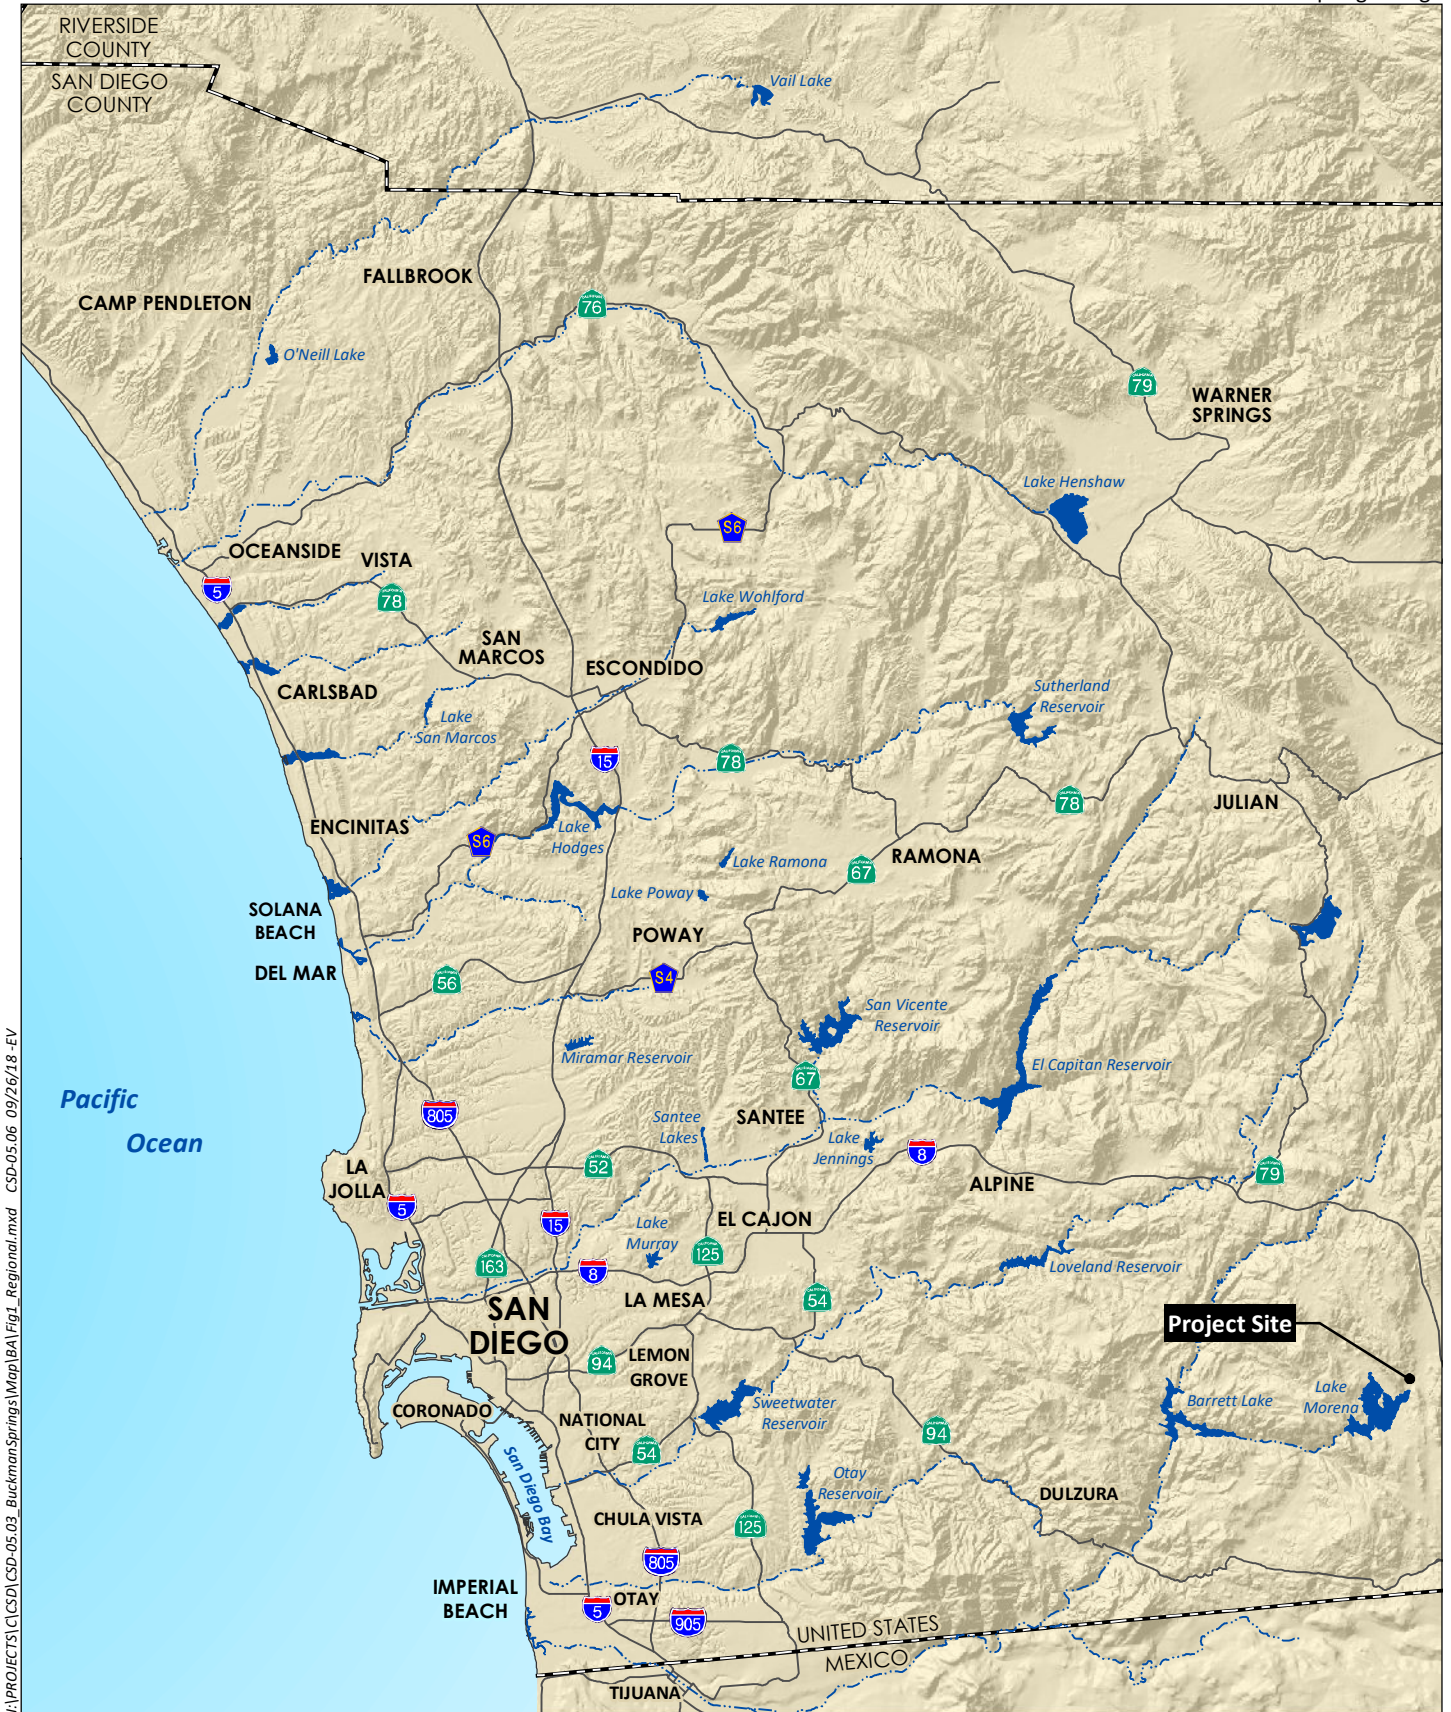 RIVERSIDE
COUNTY
SAN DIEGO
COUNTY
Vail Lake
FALLBROOK
CAMP PENDLETON
76
O'Neill Lake
79
WARNER
SPRINGS
Lake Henshaw
S6
OCEANSIDE
VISTA
5
78
Lake Wohlford
SAN
MARCOS
ESCONDIDO
CARLSBAD
Sutherland
Reservoir
Lake
San Marcos
15
78
78
JULIAN
ENCINITAS
S6
Lake
Hodges
Lake Ramona
67
RAMONA
Lake Poway
SOLANA
BEACH
POWAY
DEL MAR
56
S4
San Vicente
Reservoir
Miramar Reservoir
El Capitan Reservoir
67
Pacific
Ocean
805
Santee
Lakes
SANTEE
Lake
Jennings
8
52
LA
JOLLA
ALPINE
79
5
15
EL CAJON
Lake
Murray
125
163
8
Loveland Reservoir
LA MESA
54
SAN
DIEGO
Project Site
94
LEMON
GROVE
CORONADO
Sweetwater
Reservoir
Barrett Lake
Lake
Morena
NATIONAL
CITY
54
94
San Diego Bay
Otay
Reservoir
DULZURA
CHULA VISTA
125
805
IMPERIAL
BEACH
5
OTAY
905
UNITED STATES
MEXICO
TIJUANA
I:\PROJECTS\C\CSD\CSD-05.03_BuckmanSprings\Map\BA\Fig1_Regional.mxd CSD-05.06 09/26/18 -EV